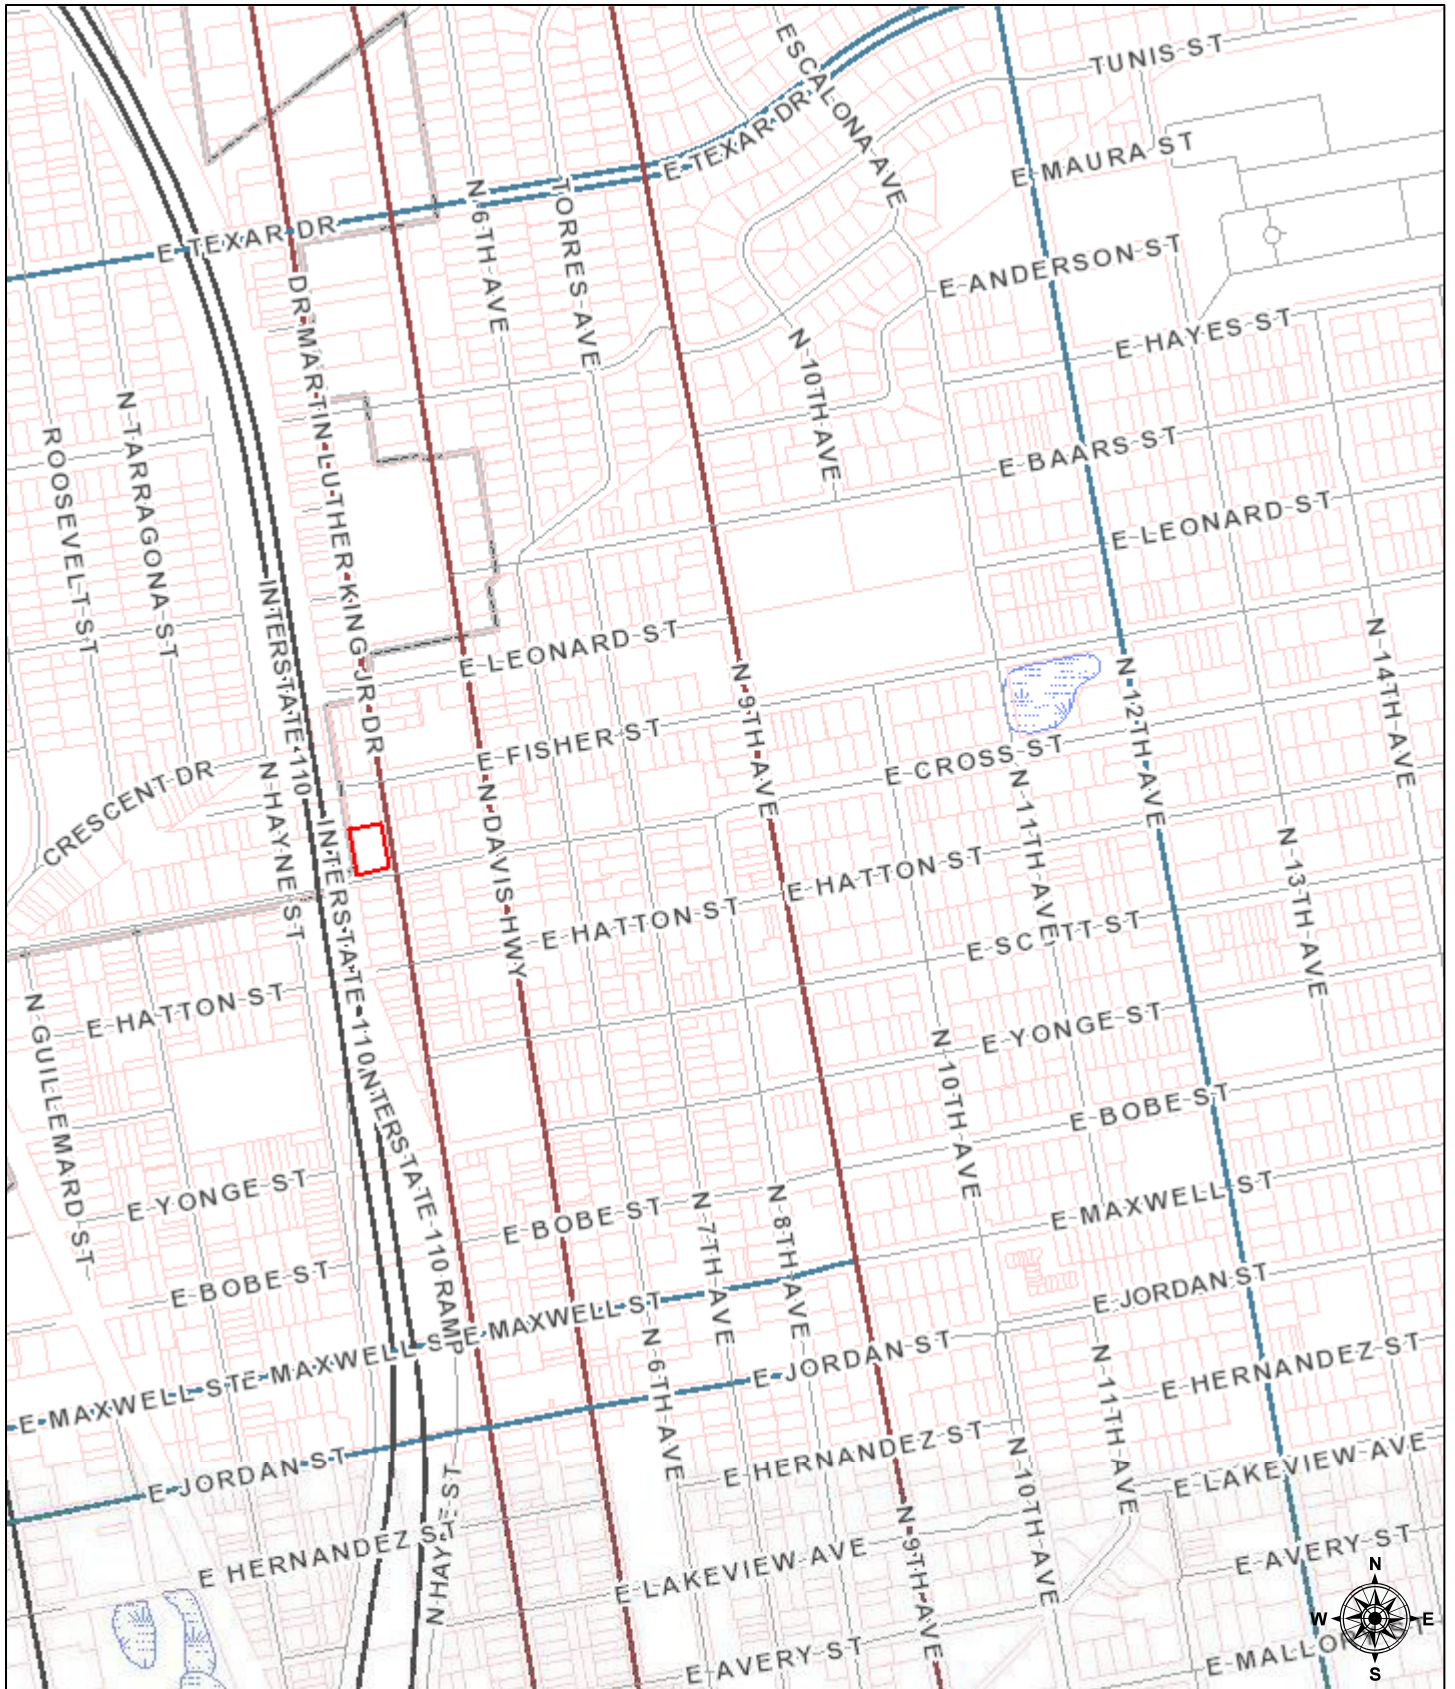 ESCALONA AVE
TUNIS ST
E TEXAR DR
E MAURA ST
N 6TH AVE
TORRES AVE
E TEXAR DR
E ANDERSON ST
DR MARTIN LUTHER KING JR DR
E HAYES ST
N 10TH AVE
N TARRAGONA ST
ROOSEVELT ST
E BAARS ST
E LEONARD ST
INTERSTATE 110
E LEONARD ST
N 14TH AVE
N 9TH AVE
N 12TH AVE
E FISHER ST
E CROSS ST
CRESCENT DR
N HAYNE ST
N DAVIS HWY
N 11TH AVE
INTERSTATE 110
N 13TH AVE
E HATTON ST
E HATTON ST
E SCOTT ST
E HATTON ST
N GUILLEMARD ST
E YONGE ST
N 10TH AVE
INTERSTATE 110 RAMP
E BOBE ST
E YONGE ST
E BOBE ST
N 7TH AVE
N 8TH AVE
E MAXWELL ST
E BOBE ST
E JORDAN ST
E MAXWELL ST
E MAXWELL ST
E MAXWELL ST
N 6TH AVE
E JORDAN ST
E HERNANDEZ ST
N 11TH AVE
E HERNANDEZ ST
N 10TH AVE
E LAKEVIEW AVE
E JORDAN ST
N HAYNE ST
N 9TH AVE
E HERNANDEZ ST
E LAKEVIEW AVE
E AVERY ST
N
W
E
S
E AVERY ST